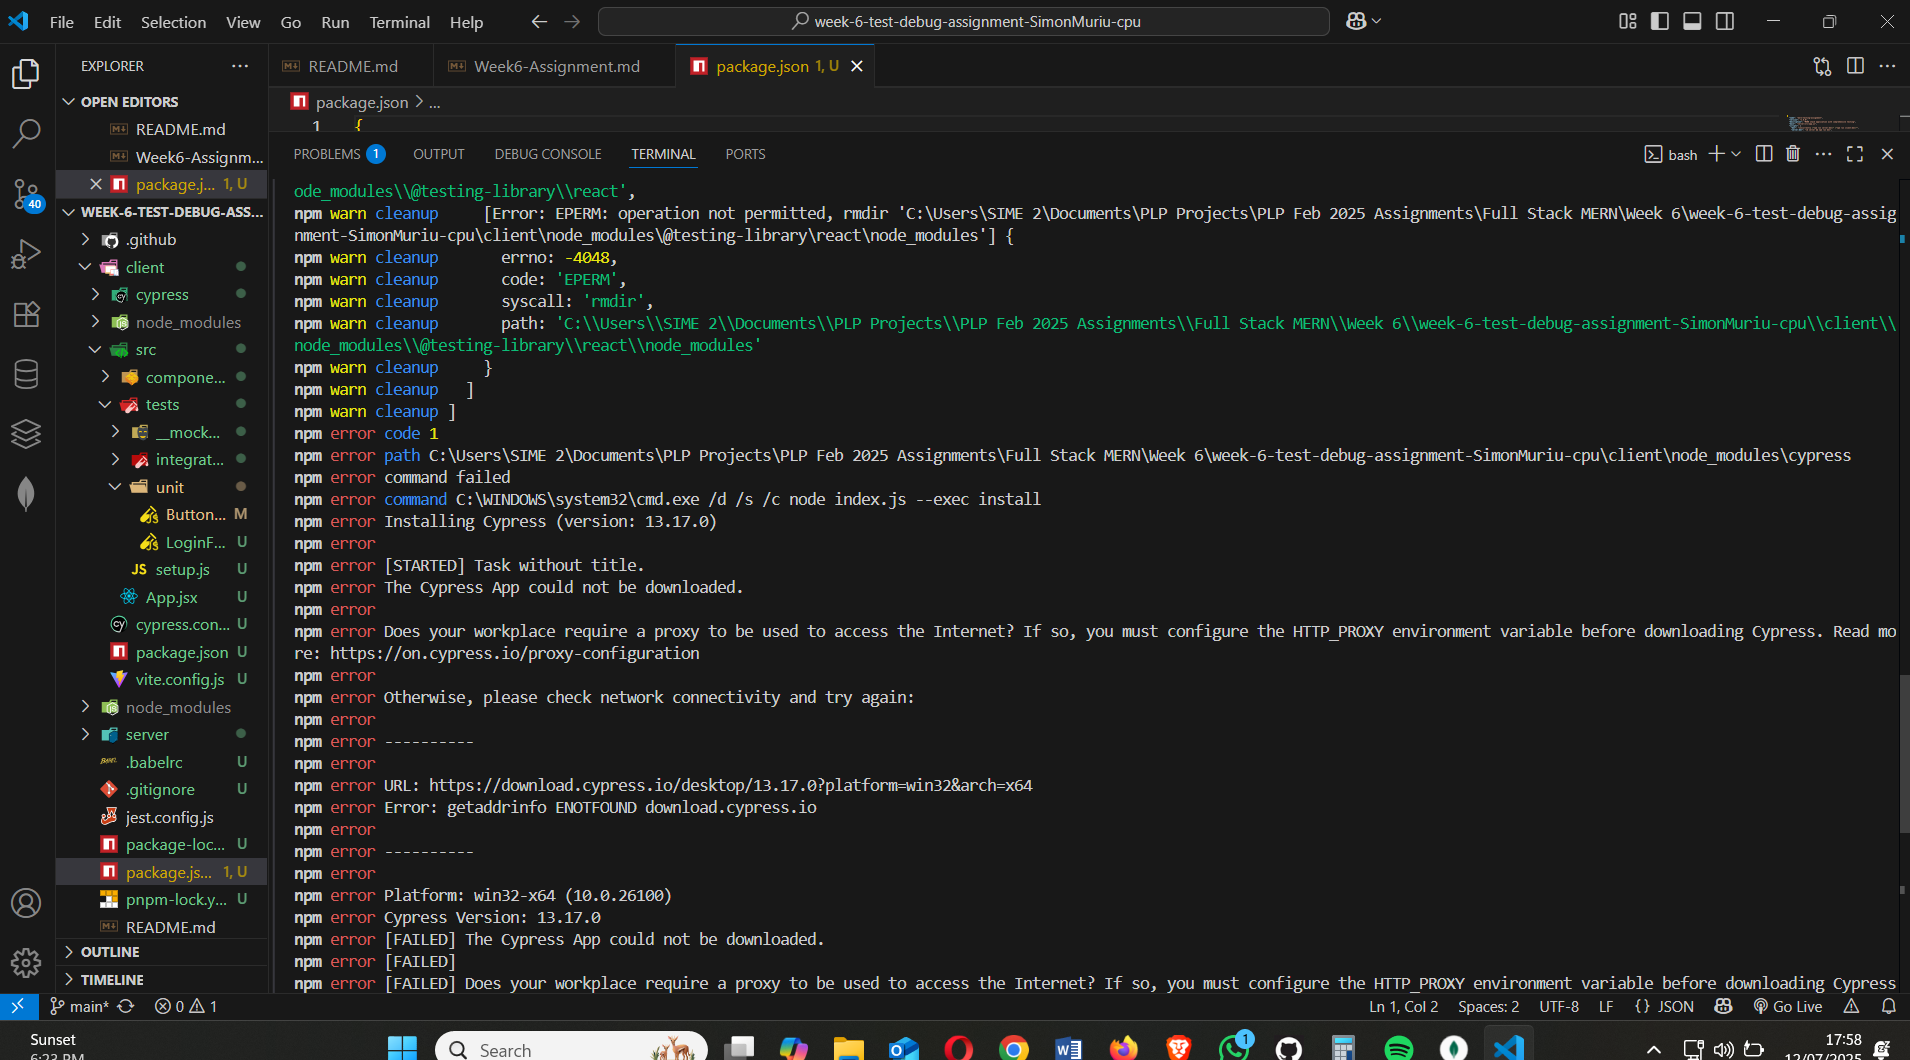 File Edit Selection View Go Run Terminal Help
week-6-test-debug-assignment-SimonMuriu-cpu
EXPLORER
README.md
Week6-Assignment.md
package.json 1, U
OPEN EDITORS
README.md
Week6-Assignm...
package.j... 1, U
WEEK-6-TEST-DEBUG-ASS...
.github
client
cypress
node_modules
src
compone...
tests
__mock...
integrat...
unit
Button... M
LoginF... U
JS setup.js U
App.jsx U
cypress.con... U
package.json U
vite.config.js U
node_modules
server
.babelrc U
.gitignore U
jest.config.js
package-loc... U
package.js... 1, U
pnpm-lock.y... U
README.md
OUTLINE
TIMELINE
40
package.json > ...
1 {
PROBLEMS 1 OUTPUT DEBUG CONSOLE TERMINAL PORTS
bash
ode_modules\\@testing-library\\react',
npm warn cleanup [Error: EPERM: operation not permitted, rmdir 'C:\Users\SIME 2\Documents\PLP Projects\PLP Feb 2025 Assignments\Full Stack MERN\Week 6\week-6-test-debug-assig
nment-SimonMuriu-cpu\client\node_modules\@testing-library\react\node_modules'] {
npm warn cleanup errno: -4048,
npm warn cleanup code: 'EPERM',
npm warn cleanup syscall: 'rmdir',
npm warn cleanup path: 'C:\\Users\\SIME 2\\Documents\\PLP Projects\\PLP Feb 2025 Assignments\\Full Stack MERN\\Week 6\\week-6-test-debug-assignment-SimonMuriu-cpu\\client\\
node_modules\\@testing-library\\react\\node_modules'
npm warn cleanup }
npm warn cleanup ]
npm warn cleanup ]
npm error code 1
npm error path C:\Users\SIME 2\Documents\PLP Projects\PLP Feb 2025 Assignments\Full Stack MERN\Week 6\week-6-test-debug-assignment-SimonMuriu-cpu\client\node_modules\cypress
npm error command failed
npm error command C:\WINDOWS\system32\cmd.exe /d /s /c node index.js --exec install
npm error Installing Cypress (version: 13.17.0)
npm error
npm error [STARTED] Task without title.
npm error The Cypress App could not be downloaded.
npm error
npm error Does your workplace require a proxy to be used to access the Internet? If so, you must configure the HTTP_PROXY environment variable before downloading Cypress. Read mo
re: https://on.cypress.io/proxy-configuration
npm error
npm error Otherwise, please check network connectivity and try again:
npm error
npm error ----------
npm error
npm error URL: https://download.cypress.io/desktop/13.17.0?platform=win32&arch=x64
npm error Error: getaddrinfo ENOTFOUND download.cypress.io
npm error
npm error ----------
npm error
npm error Platform: win32-x64 (10.0.26100)
npm error Cypress Version: 13.17.0
npm error [FAILED] The Cypress App could not be downloaded.
npm error [FAILED]
npm error [FAILED] Does your workplace require a proxy to be used to access the Internet? If so, you must configure the HTTP_PROXY environment variable before downloading Cypress
main* 0 1
Ln 1, Col 2 Spaces: 2 UTF-8 LF {} JSON Go Live
Sunset
6:23 PM
Search
1
17:58
12/07/2025